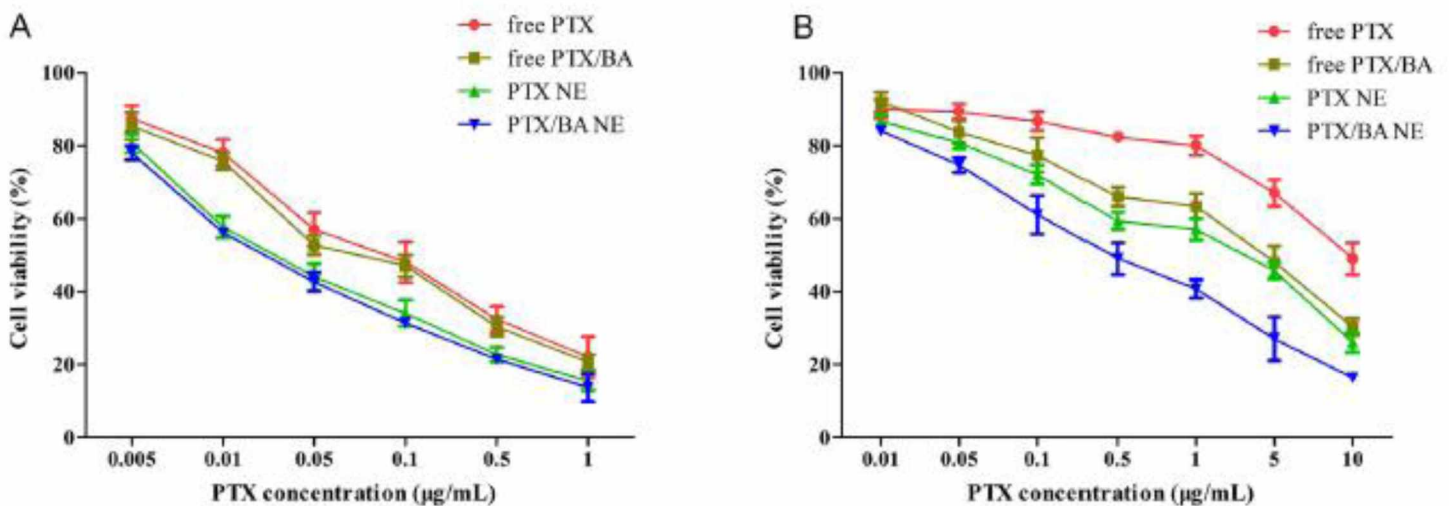 A
free PTX
free PTX/BA
PTX NE
PTX/BA NE
100
80
60
40
20
0
Cell viability (%)
0.005 0.01 0.05 0.1 0.5 1
PTX concentration (μg/mL)
B
free PTX
free PTX/BA
PTX NE
PTX/BA NE
100
80
60
40
20
0
Cell viability (%)
0.01 0.05 0.1 0.5 1 5 10
PTX concentration (μg/mL)